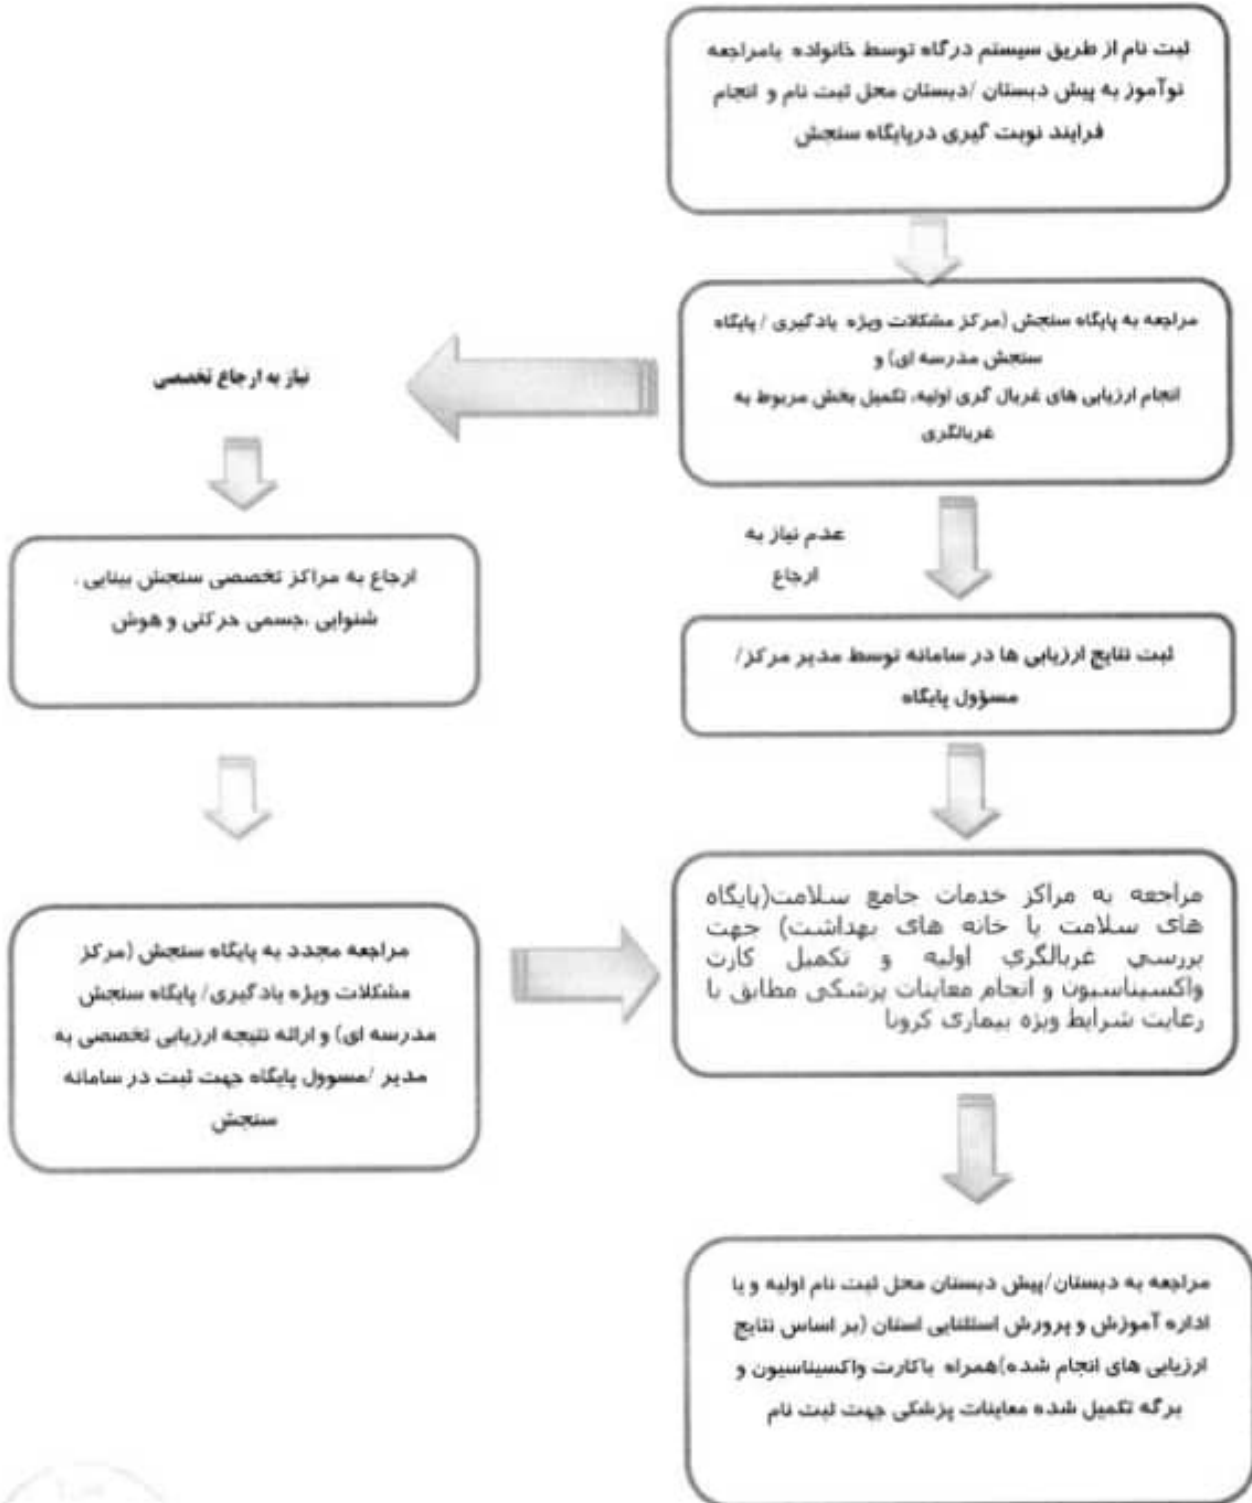 ثبت نام از طریق سیستم درگاه توسط خانواده بامراجعه
نوآموز به پیش دبستان /دبستان محل ثبت نام و انجام
فرایند نوبت گیری درپایگاه سنجش
مراجعه به پایگاه سنجش (مرکز مشکلات ویژه یادگیری / پایگاه
سنجش مدرسه ای) و
انجام ارزیابی های غربال گری اولیه، تکمیل بخش مربوط به
غربالگری
نیاز به ارجاع تخصصی
عدم نیاز به
ارجاع
ارجاع به مراکز تخصصی سنجش بینایی ،
شنوایی ،جسمی حرکتی و هوش
ثبت نتایج ارزیابی ها در سامانه توسط مدیر مرکز/
مسؤول پایگاه
مراجعه مجدد به پایگاه سنجش (مرکز
مشکلات ویژه یادگیری/ پایگاه سنجش
مدرسه ای) و ارائه نتیجه ارزیابی تخصصی به
مدیر /مسوول پایگاه جهت ثبت در سامانه
سنجش
مراجعه به مراکز خدمات جامع سلامت(پایگاه
های سلامت یا خانه های بهداشت) جهت
بررسي غربالگري اولیه و تکمیل کارت
واکسیناسیون و انجام معاینات پزشکی مطابق با
رعایت شرایط ویژه بیماری کرونا
مراجعه به دبستان/پیش دبستان محل ثبت نام اولیه و یا
اداره آموزش و پرورش استثنایی استان (بر اساس نتایج
ارزیابی های انجام شده)همراه باکارت واکسیناسیون و
برگه تکمیل شده معاینات پزشکی جهت ثبت نام